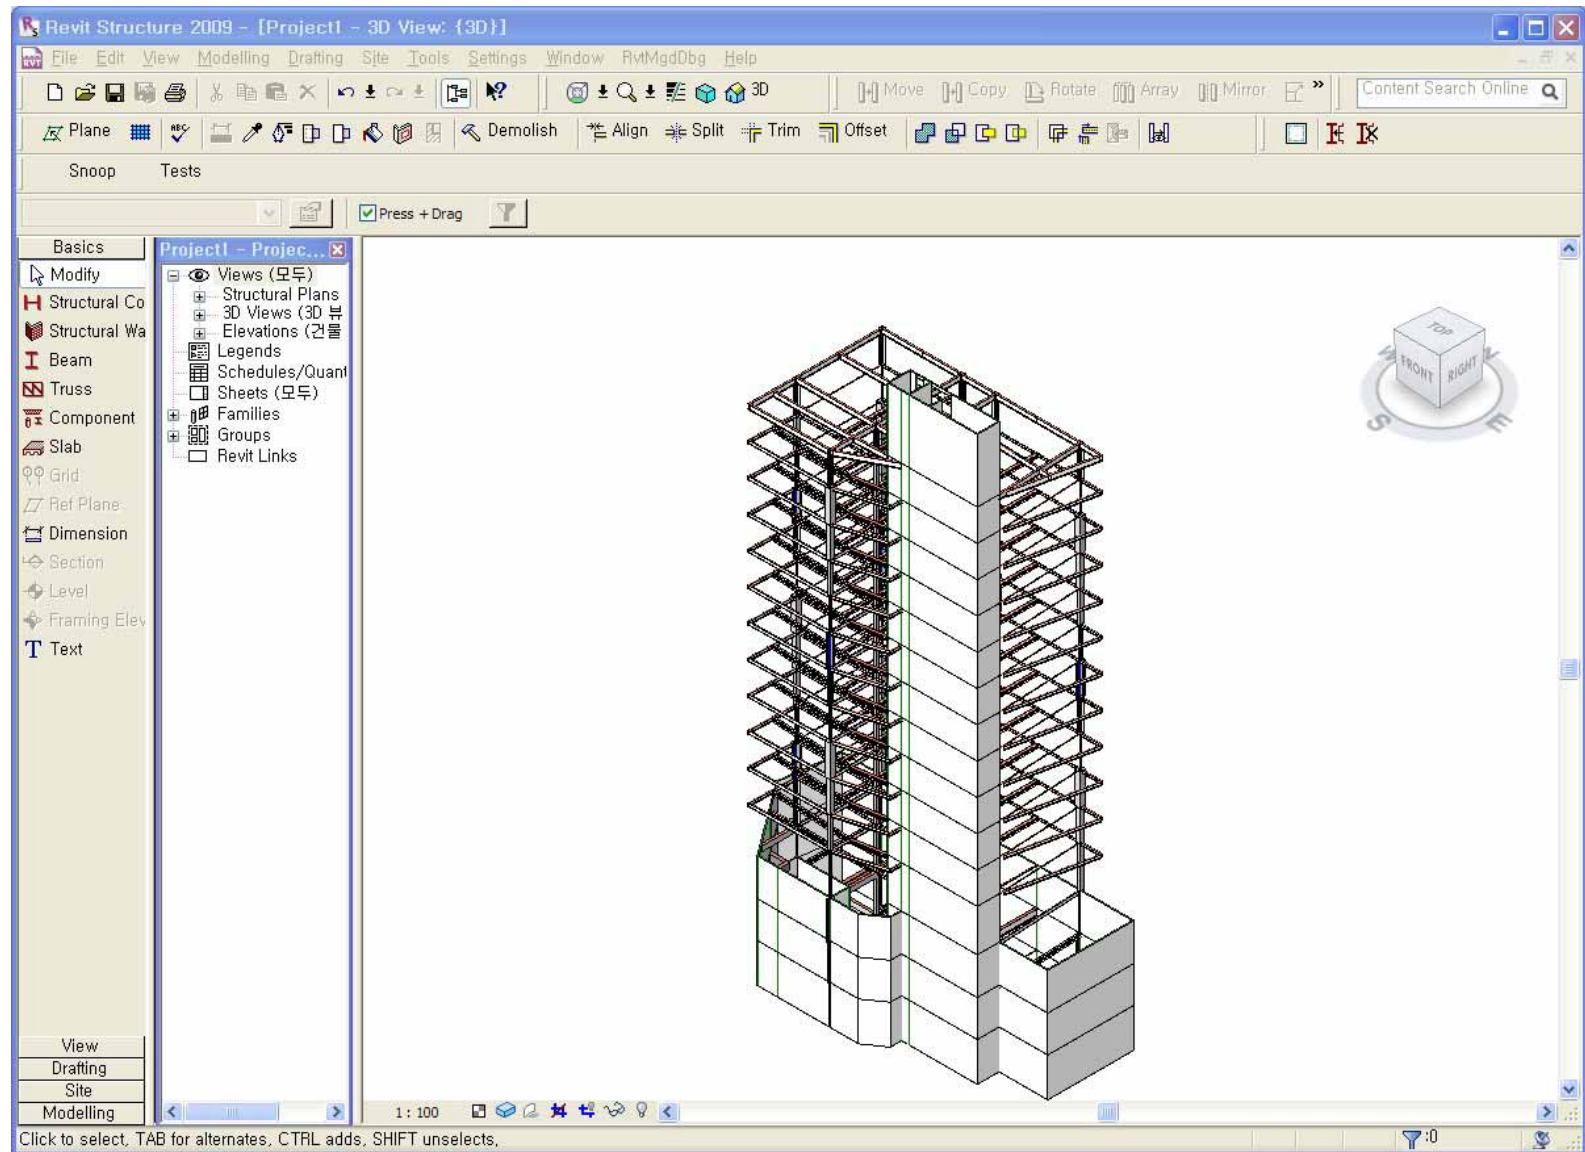 Revit Structure 2009 - [Project1 - 3D View: {3D}]
File Edit View Modelling Drafting Site Tools Settings Window RvtMgdDbg Help
3D Move Copy Rotate Array Mirror » Content Search Online
Plane ABC Demolish Align Split Trim Offset
Snoop Tests
Press + Drag
Basics
Modify
Structural Co
Structural Wa
Beam
Truss
Component
Slab
Grid
Ref Plane
Dimension
Section
Level
Framing Elev
T Text
View
Drafting
Site
Modelling
Project1 - Projec...
Views (모두)
Structural Plans
3D Views (3D 뷰
Elevations (건물
Legends
Schedules/Quant
Sheets (모두)
Families
Groups
Revit Links
TOP
FRONT RIGHT
S E
1 : 100
Click to select, TAB for alternates, CTRL adds, SHIFT unselects.
:0